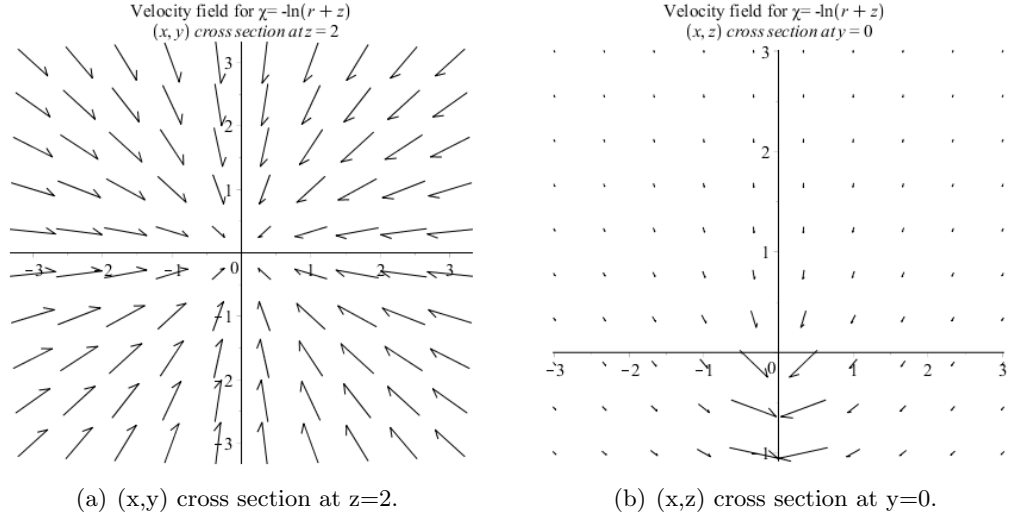 Velocity field for χ= -ln(r + z)
(x, y) cross section at z = 2
3
2
1
-3 -2 -1 0 1 2 3
-1
-2
-3
Velocity field for χ= -ln(r + z)
(x, z) cross section at y = 0
3
2
1
-3 -2 -1 0 1 2 3
-1
(a) (x,y) cross section at z=2.
(b) (x,z) cross section at y=0.